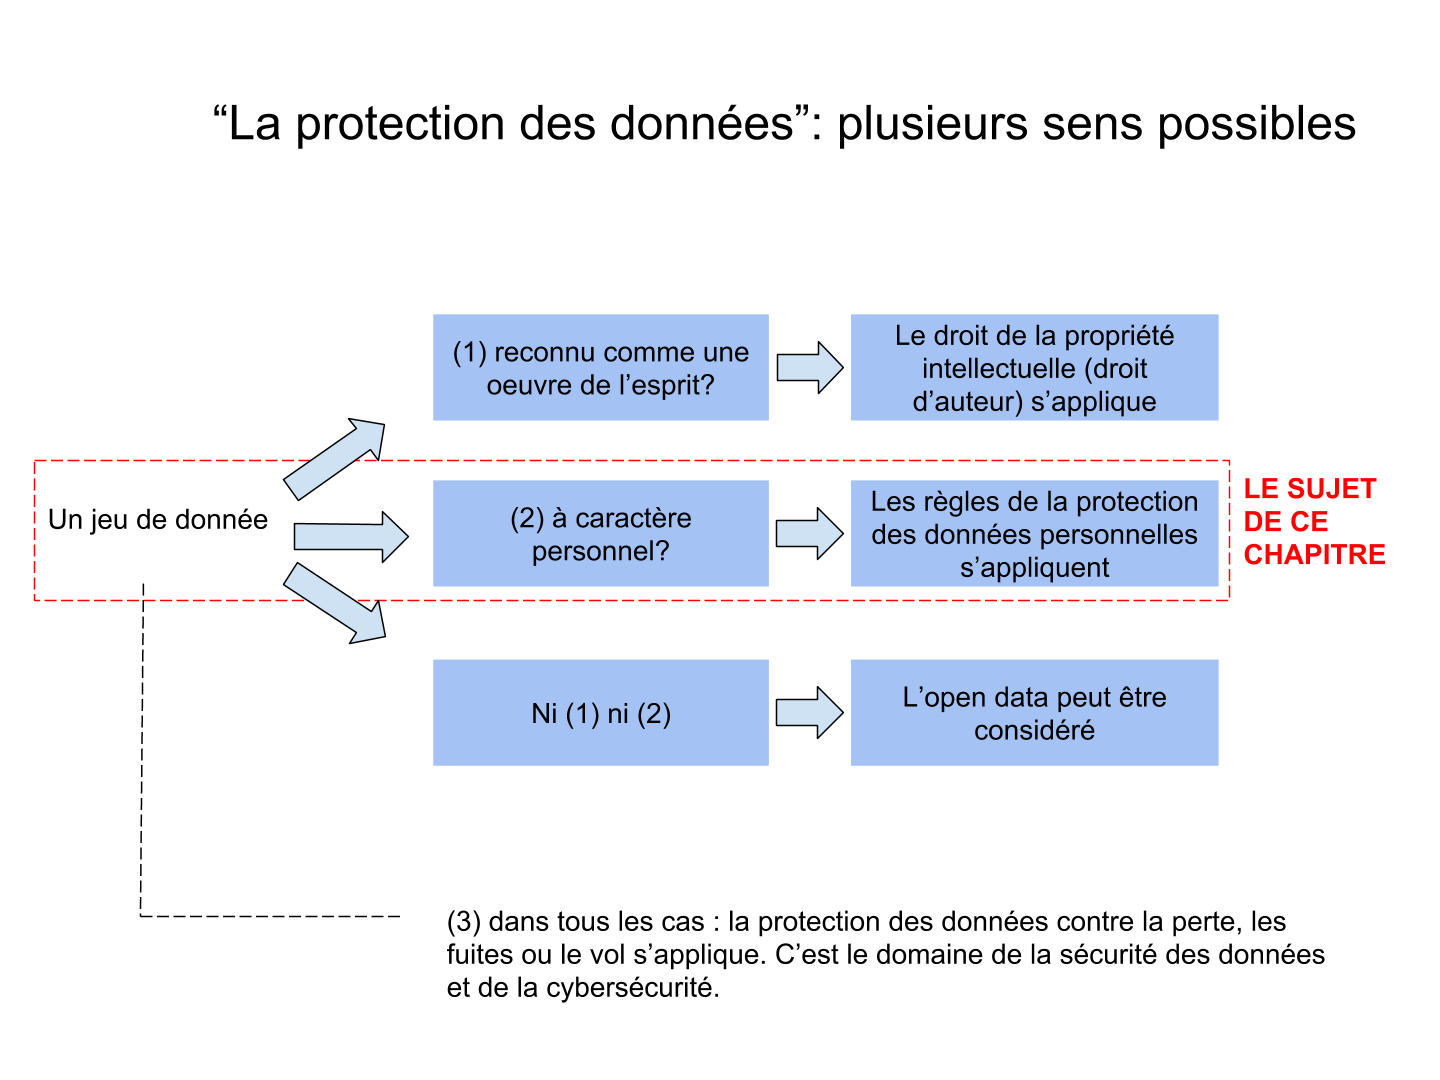 “La protection des données”: plusieurs sens possibles
(1) reconnu comme une
oeuvre de l’esprit?
Le droit de la propriété
intellectuelle (droit
d’auteur) s’applique
Un jeu de donnée
(2) à caractère
personnel?
Les règles de la protection
des données personnelles
s’appliquent
LE SUJET
DE CE
CHAPITRE
Ni (1) ni (2)
L’open data peut être
considéré
(3) dans tous les cas : la protection des données contre la perte, les
fuites ou le vol s’applique. C’est le domaine de la sécurité des données
et de la cybersécurité.